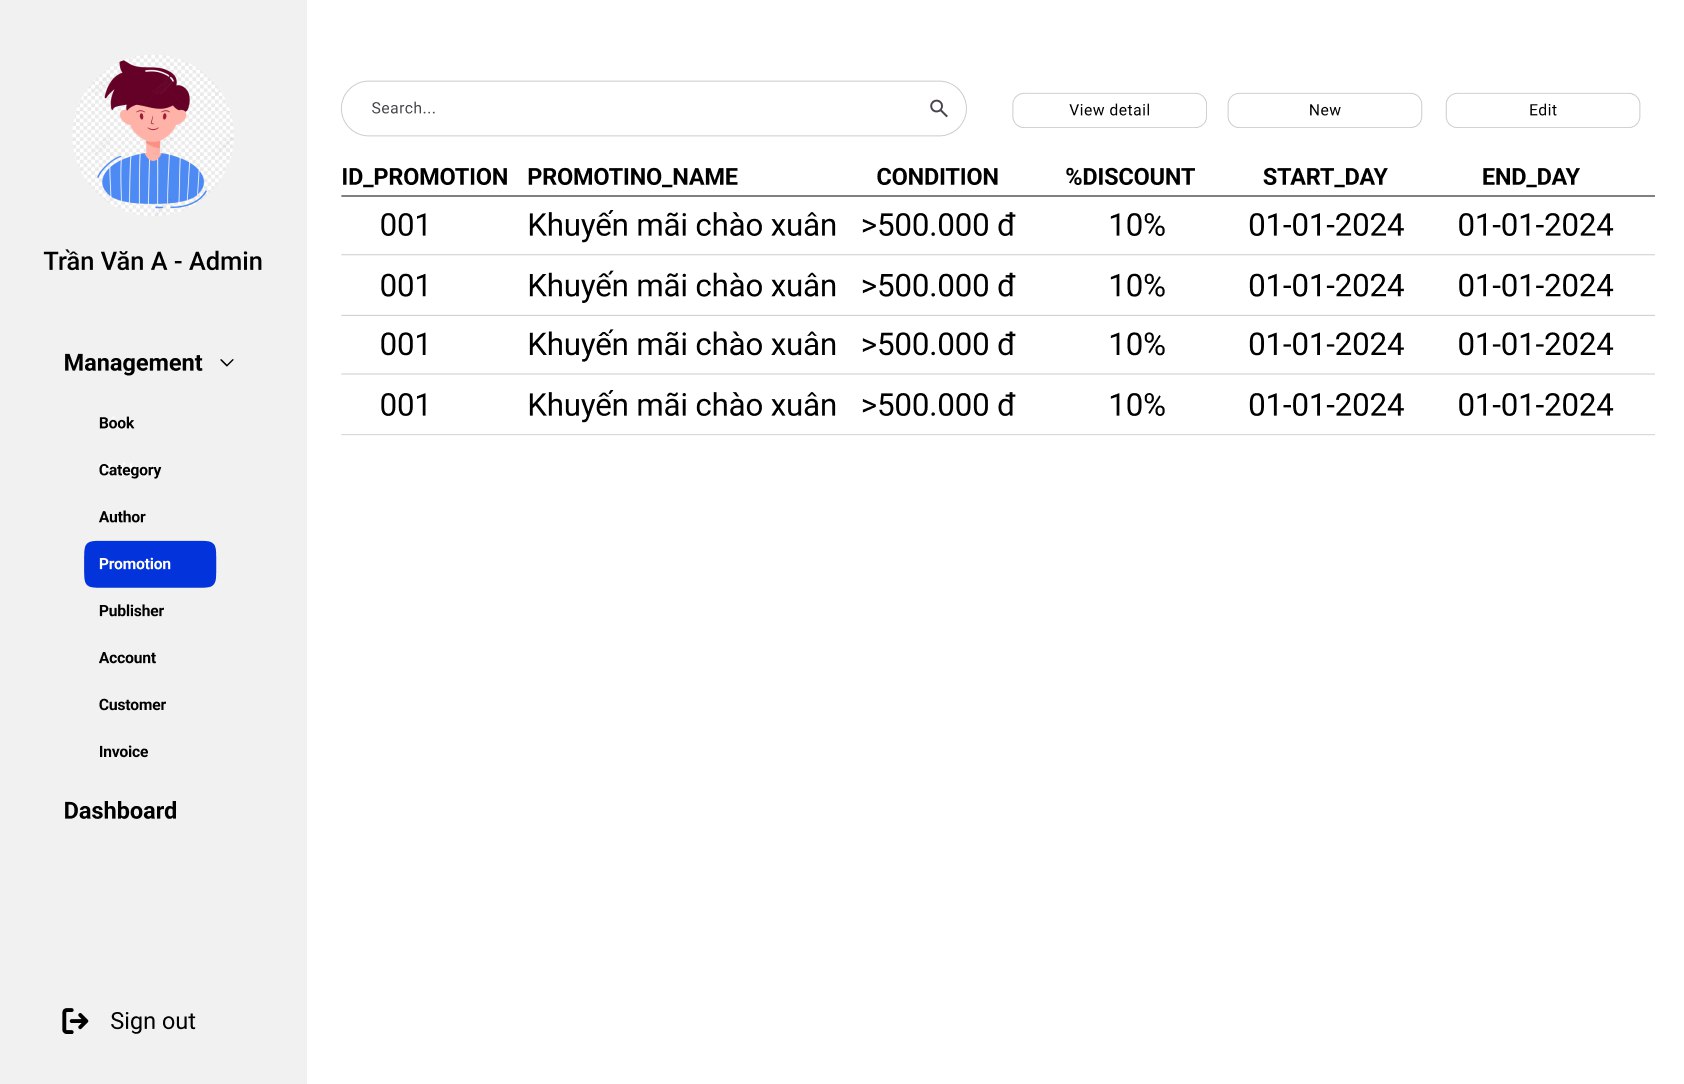 Trần Văn A - Admin
Management
Book
Category
Author
Promotion
Publisher
Account
Customer
Invoice
Dashboard
Sign out
Search...
View detail
New
Edit
ID_PROMOTION PROMOTINO_NAME CONDITION %DISCOUNT START_DAY END_DAY
001 Khuyến mãi chào xuân >500.000 đ 10% 01-01-2024 01-01-2024
001 Khuyến mãi chào xuân >500.000 đ 10% 01-01-2024 01-01-2024
001 Khuyến mãi chào xuân >500.000 đ 10% 01-01-2024 01-01-2024
001 Khuyến mãi chào xuân >500.000 đ 10% 01-01-2024 01-01-2024